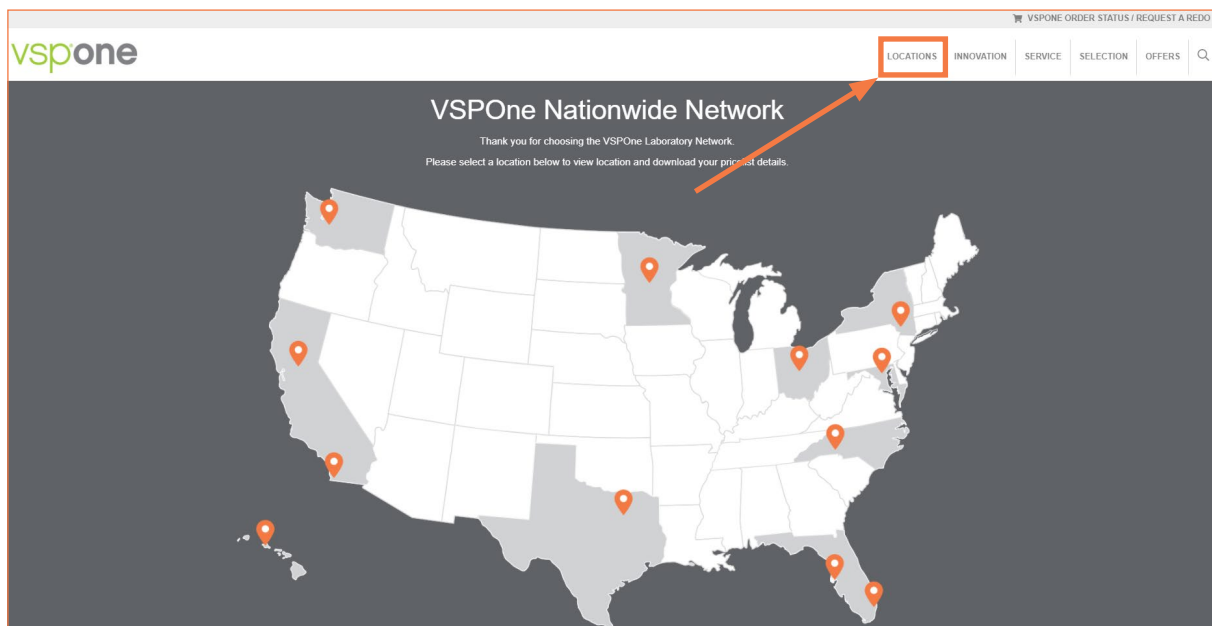 VSPONE ORDER STATUS / REQUEST A REDO
vspone
LOCATIONS INNOVATION SERVICE SELECTION OFFERS
VSPOne Nationwide Network
Thank you for choosing the VSPOne Laboratory Network.
Please select a location below to view location and download your pricelist details.